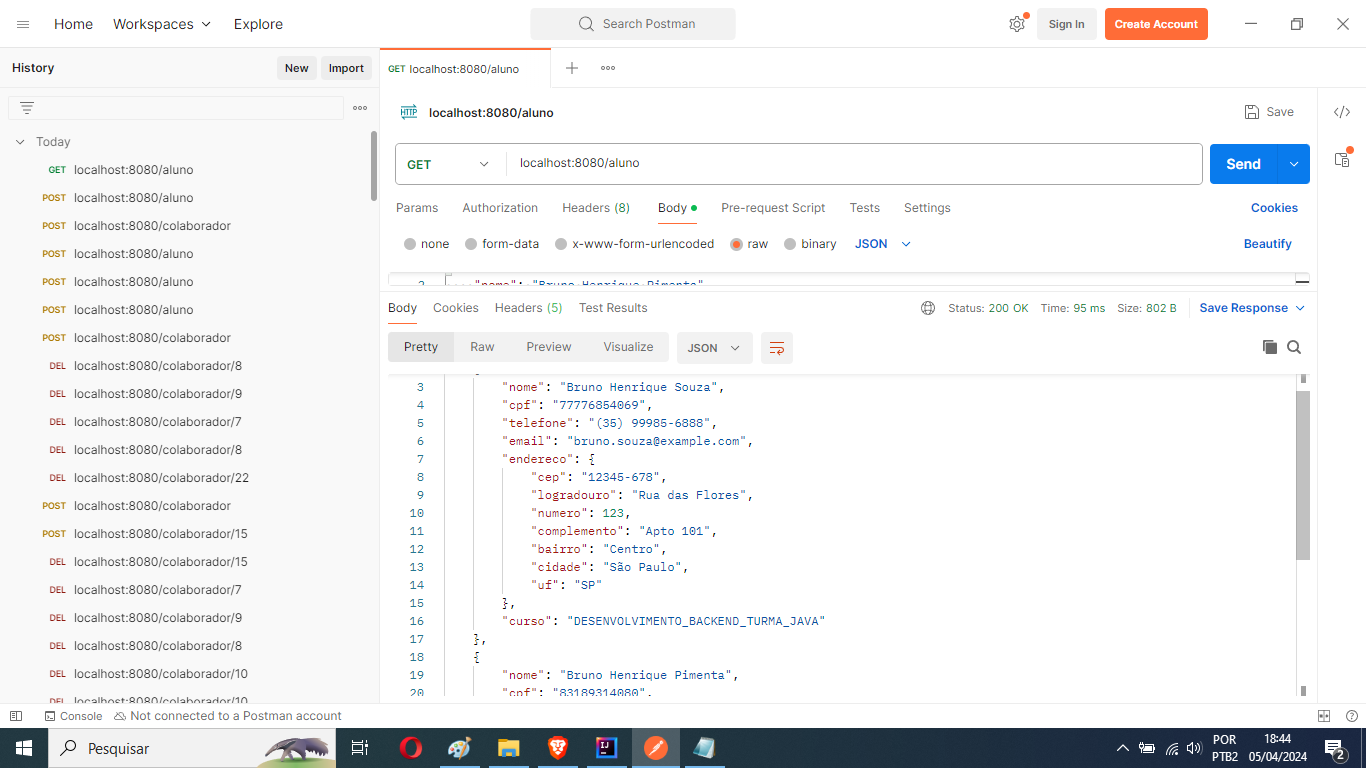 Home Workspaces Explore Search Postman Sign In Create Account
History New Import GET localhost:8080/aluno
HTTP localhost:8080/aluno Save
Today
GET localhost:8080/aluno
POST localhost:8080/aluno
POST localhost:8080/colaborador
POST localhost:8080/aluno
POST localhost:8080/aluno
POST localhost:8080/aluno
POST localhost:8080/colaborador
DEL localhost:8080/colaborador/8
DEL localhost:8080/colaborador/9
DEL localhost:8080/colaborador/7
DEL localhost:8080/colaborador/8
DEL localhost:8080/colaborador/22
POST localhost:8080/colaborador
POST localhost:8080/colaborador/15
DEL localhost:8080/colaborador/15
DEL localhost:8080/colaborador/7
DEL localhost:8080/colaborador/9
DEL localhost:8080/colaborador/8
DEL localhost:8080/colaborador/10
DEL localhost:8080/colaborador/10
GET localhost:8080/aluno Send
Params Authorization Headers (8) Body Pre-request Script Tests Settings Cookies
none form-data x-www-form-urlencoded raw binary JSON Beautify
2 "nome": "Bruno Henrique Pimenta"
Body Cookies Headers (5) Test Results Status: 200 OK Time: 95 ms Size: 802 B Save Response
Pretty Raw Preview Visualize JSON
3 "nome": "Bruno Henrique Souza",
4 "cpf": "77776854069",
5 "telefone": "(35) 99985-6888",
6 "email": "bruno.souza@example.com",
7 "endereco": {
8 "cep": "12345-678",
9 "logradouro": "Rua das Flores",
10 "numero": 123,
11 "complemento": "Apto 101",
12 "bairro": "Centro",
13 "cidade": "São Paulo",
14 "uf": "SP"
15 },
16 "curso": "DESENVOLVIMENTO_BACKEND_TURMA_JAVA"
17 },
18 {
19 "nome": "Bruno Henrique Pimenta",
20 "cpf": "83189314080",
Console Not connected to a Postman account
Pesquisar
POR
PTB2
18:44
05/04/2024
2